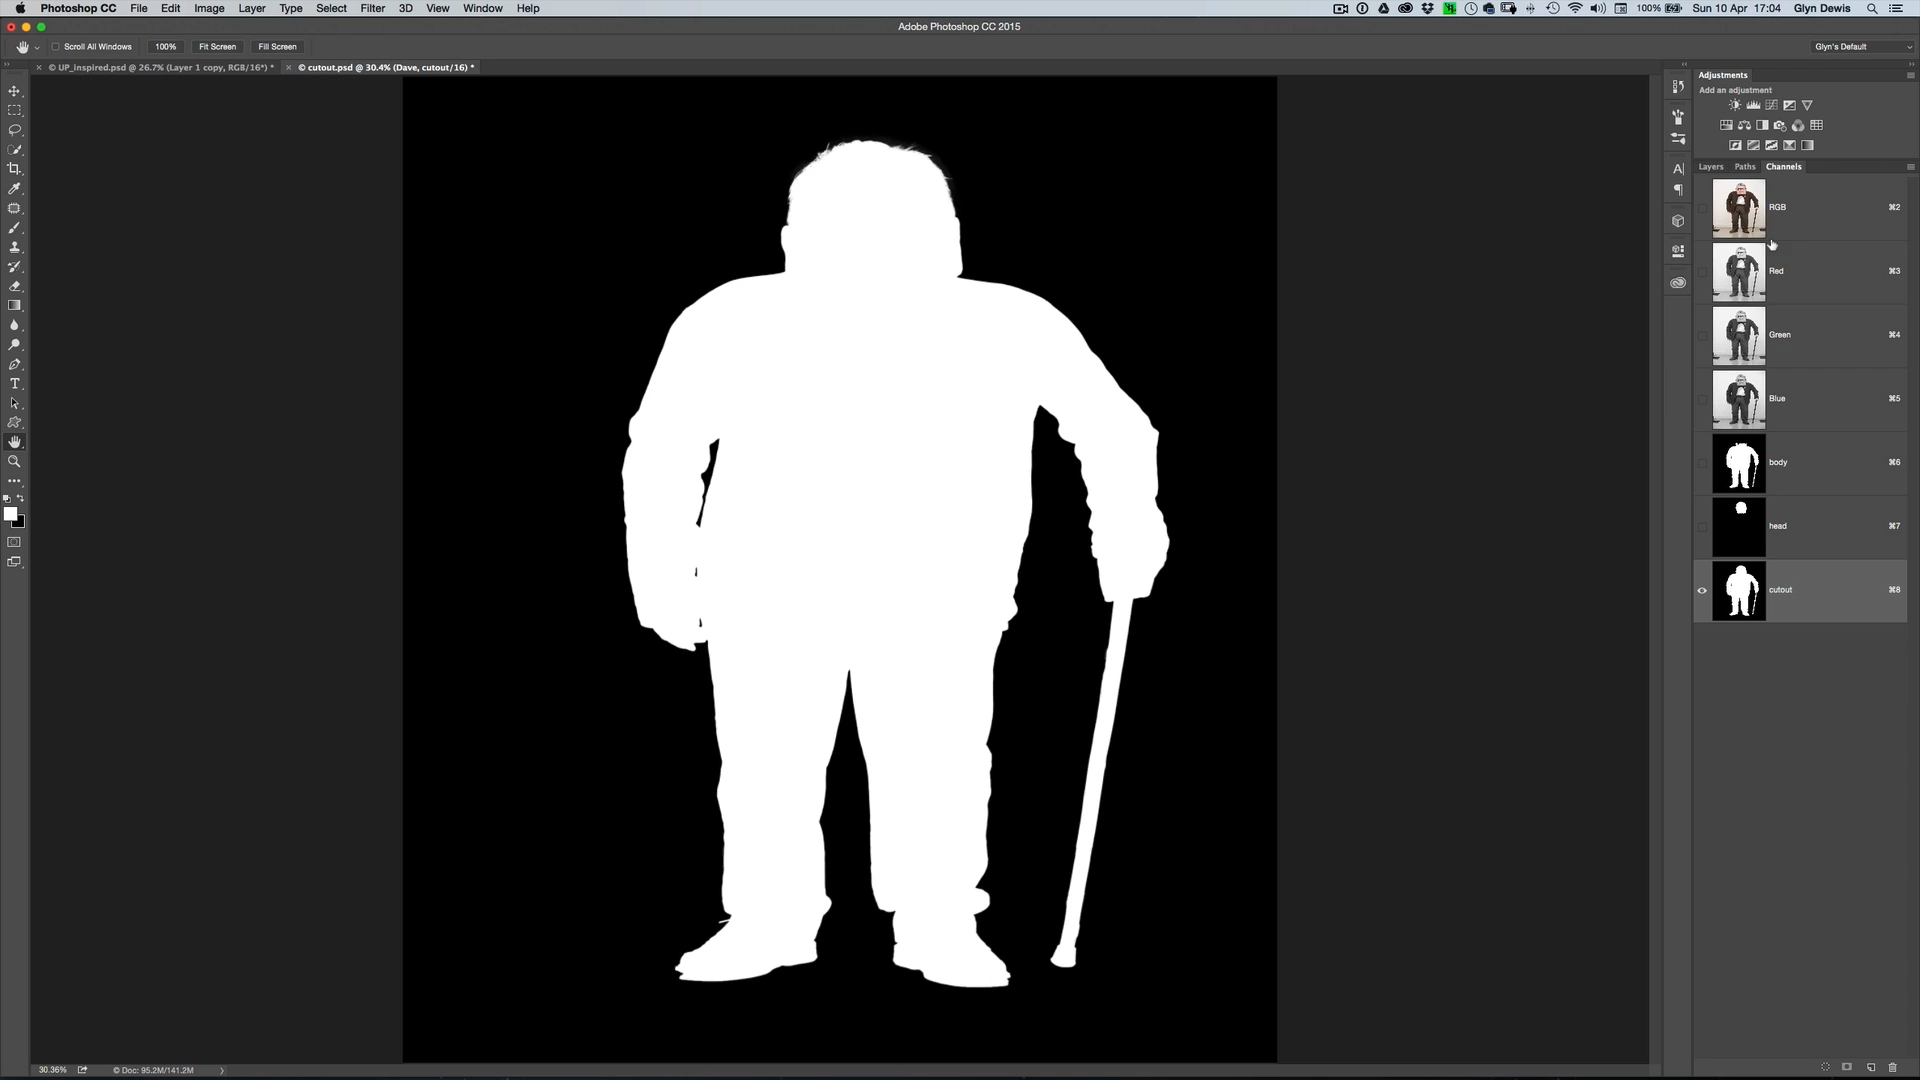 Photoshop CC File Edit Image Layer Type Select Filter 3D View Window Help 100% Sun 10 Apr 17:04 Glyn Dewis
Adobe Photoshop CC 2015
Scroll All Windows 100% Fit Screen Fill Screen Glyn's Default
© UP_inspired.psd @ 26.7% (Layer 1 copy, RGB/16*) * © cutout.psd @ 30.4% (Dave, cutout/16) *
Adjustments
Add an adjustment
Layers Paths Channels
RGB ⌘2
Red ⌘3
Green ⌘4
Blue ⌘5
body ⌘6
head ⌘7
cutout ⌘8
30.36% © Doc: 95.2M/141.2M